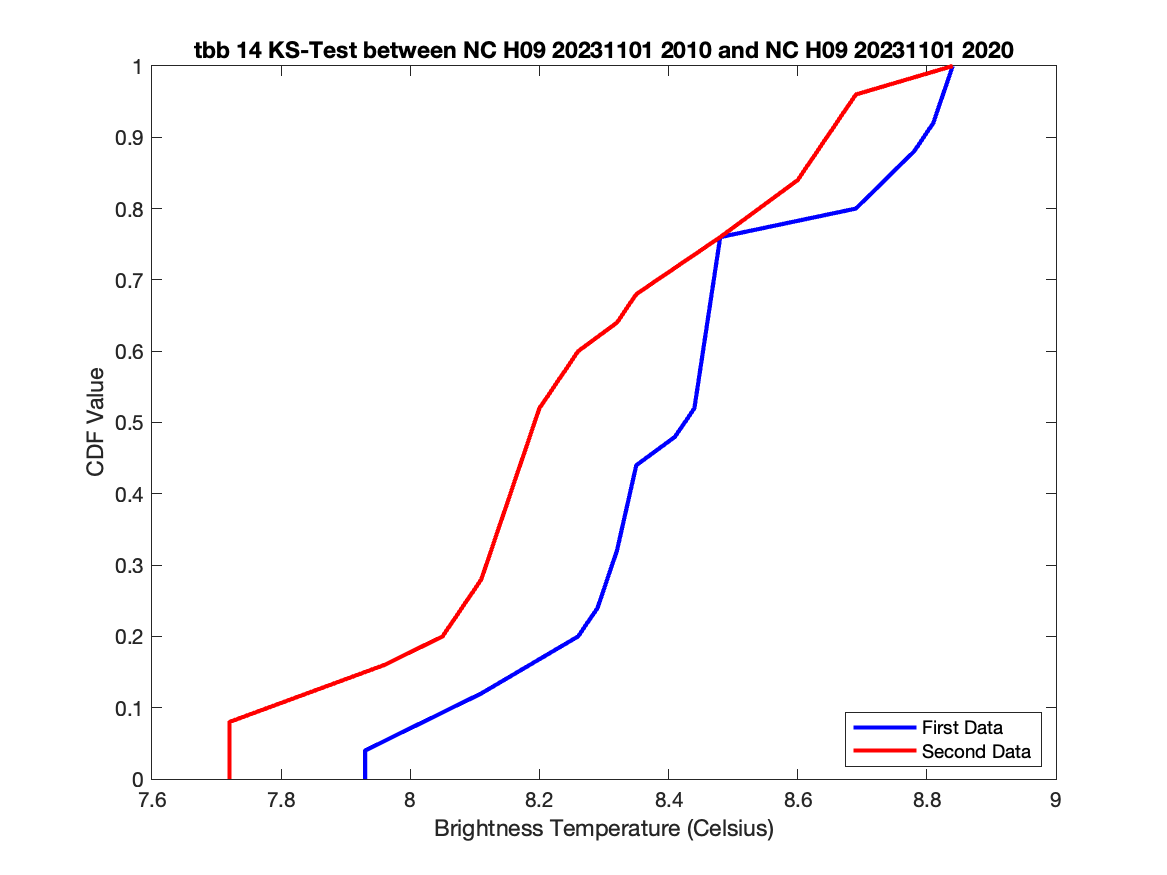 tbb 14 KS-Test between NC H09 20231101 2010 and NC H09 20231101 2020
1
0.9
0.8
0.7
0.6
0.5
0.4
0.3
0.2
0.1
0
CDF Value
First Data
Second Data
7.6 7.8 8 8.2 8.4 8.6 8.8 9
Brightness Temperature (Celsius)